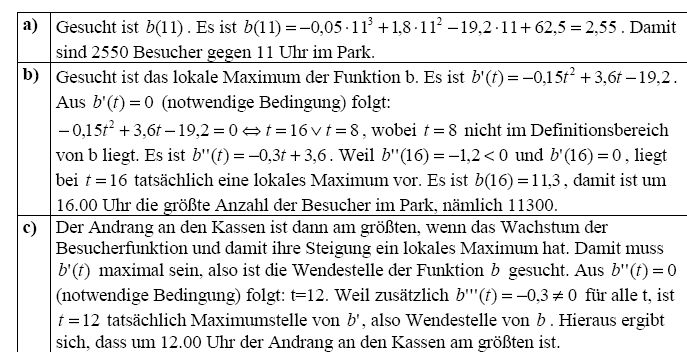 a) Gesucht ist b(11). Es ist b(11) = −0,05·11³ + 1,8·11² − 19,2·11 + 62,5 = 2,55. Damit
sind 2550 Besucher gegen 11 Uhr im Park.
b) Gesucht ist das lokale Maximum der Funktion b. Es ist b'(t) = −0,15t² + 3,6t − 19,2.
Aus b'(t) = 0 (notwendige Bedingung) folgt:
−0,15t² + 3,6t − 19,2 = 0 ⇔ t = 16 ∨ t = 8, wobei t = 8 nicht im Definitionsbereich
von b liegt. Es ist b''(t) = −0,3t + 3,6. Weil b''(16) = −1,2 < 0 und b'(16) = 0, liegt
bei t = 16 tatsächlich eine lokales Maximum vor. Es ist b(16) = 11,3, damit ist um
16.00 Uhr die größte Anzahl der Besucher im Park, nämlich 11300.
c) Der Andrang an den Kassen ist dann am größten, wenn das Wachstum der
Besucherfunktion und damit ihre Steigung ein lokales Maximum hat. Damit muss
b'(t) maximal sein, also ist die Wendestelle der Funktion b gesucht. Aus b''(t) = 0
(notwendige Bedingung) folgt: t=12. Weil zusätzlich b'''(t) = −0,3 ≠ 0 für alle t, ist
t = 12 tatsächlich Maximumstelle von b', also Wendestelle von b. Hieraus ergibt
sich, dass um 12.00 Uhr der Andrang an den Kassen am größten ist.